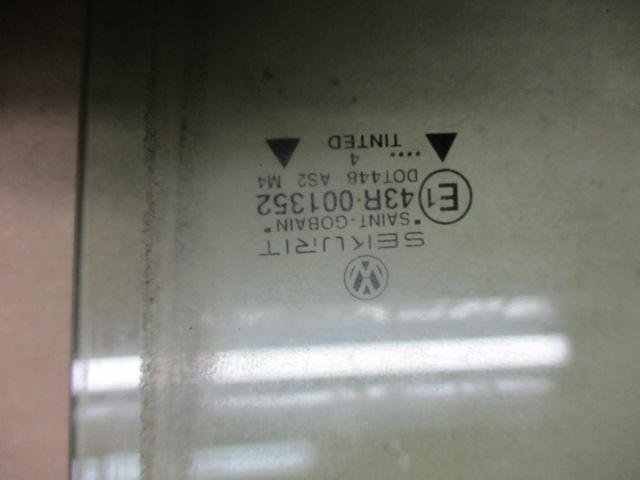 SEKURIT
"SAINT-GOBAIN"
E1 43R-001352
DOT448 AS2 M4
.... 4
TINTED